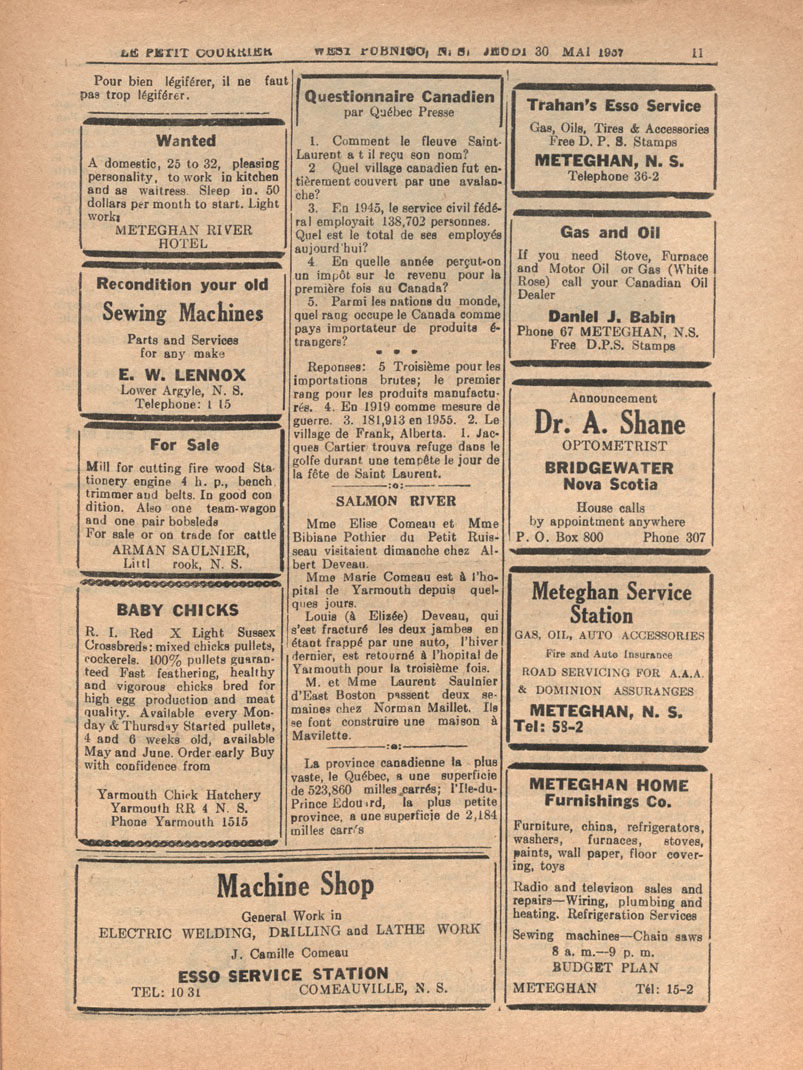 LE PETIT COURRIER WEST PUBNICO, N. S. JEUDI 30 MAI 1957 11
Pour bien légiférer, il ne faut
pas trop légiférer.
Wanted
A domestic, 25 to 32, pleasing
personality, to work in kitchen
and as waitress. Sleep in. 50
dollars per month to start. Light
work;
METEGHAN RIVER
HOTEL
Recondition your old
Sewing Machines
Parts and Services
for any make
E. W. LENNOX
Lower Argyle, N. S.
Telephone: 1 15
For Sale
Mill for cutting fire wood Sta-
tionery engine 4 h. p., bench
trimmer and belts. In good con
dition. Also one team-wagon
and one pair bobsleds
For sale or on trade for cattle
ARMAN SAULNIER,
Littl rook, N. S.
BABY CHICKS
R. I. Red X Light Sussex
Crossbreds: mixed chicks pullets,
cockerels. 100% pullets guaran-
teed Fast feathering, healthy
and vigorous chicks bred for
high egg production and meat
quality. Available every Mon-
day & Thursday Started pullets,
4 and 6 weeks old, available
May and June. Order early Buy
with confidence from
Yarmouth Chick Hatchery
Yarmouth RR 4 N. S.
Phone Yarmouth 1515
Questionnaire Canadien
par Québec Presse
1. Comment le fleuve Saint-
Laurent a t il reçu son nom?
2 Quel village canadien fut en-
tièrement couvert par une avalan-
che?
3. En 1945, le service civil fédé-
ral employait 138,702 personnes.
Quel est le total de ses employés
aujourd'hui?
4. En quelle année perçut-on
un impôt sur le revenu pour la
première fois au Canada?
5. Parmi les nations du monde,
quel rang occupe le Canada comme
pays importateur de produits é-
trangers?
* * *
Reponses: 5 Troisième pour les
importations brutes; le premier
rang pour les produits manufactu-
rés. 4. En 1919 comme mesure de
guerre. 3. 181,913 en 1955. 2. Le
village de Frank, Alberta. 1. Jac-
ques Cartier trouva refuge dans le
golfe durant une tempête le jour de
la fête de Saint Laurent.
:o:
SALMON RIVER
Mme Elise Comeau et Mme
Bibiane Pothier du Petit Ruis-
seau visitaient dimanche chez Al-
bert Deveau.
Mme Marie Comeau est à l'ho-
pital de Yarmouth depuis quel-
ques jours.
Louis (à Elizée) Deveau, qui
s'est fracturé les deux jambes en
étant frappé par une auto, l'hiver
dernier, est retourné à l'hopital de
Yarmouth pour la troisième fois.
M. et Mme Laurent Saulnier
d'East Boston passent deux se-
maines chez Norman Maillet. Ils
se font construire une maison à
Mavilette.
:o:
La province canadienne la plus
vaste, le Québec, a une superficie
de 523,860 milles carrés; l'Ile-du-
Prince Edouard, la plus petite
province, a une superficie de 2,184
milles carr's
Trahan's Esso Service
Gas, Oils, Tires & Accessories
Free D. P. S. Stamps
METEGHAN, N. S.
Telephone 36-2
Gas and Oil
If you need Stove, Furnace
and Motor Oil or Gas (White
Rose) call your Canadian Oil
Dealer
Daniel J. Babin
Phone 67 METEGHAN, N.S.
Free D.P.S. Stamps
Announcement
Dr. A. Shane
OPTOMETRIST
BRIDGEWATER
Nova Scotia
House calls
by appointment anywhere
P. O. Box 800 Phone 307
Meteghan Service
Station
GAS, OIL, AUTO ACCESSORIES
Fire and Auto Insurance
ROAD SERVICING FOR A.A.A.
& DOMINION ASSURANGES
METEGHAN, N. S.
Tel: 58-2
METEGHAN HOME
Furnishings Co.
Furniture, china, refrigerators,
washers, furnaces, stoves,
paints, wall paper, floor cover-
ing, toys
Radio and televison sales and
repairs—Wiring, plumbing and
heating. Refrigeration Services
Sewing machines—Chain saws
8 a. m.—9 p. m.
BUDGET PLAN
METEGHAN Tél: 15-2
Machine Shop
General Work in
ELECTRIC WELDING, DRILLING and LATHE WORK
J. Camille Comeau
ESSO SERVICE STATION
TEL: 10 31 COMEAUVILLE, N. S.